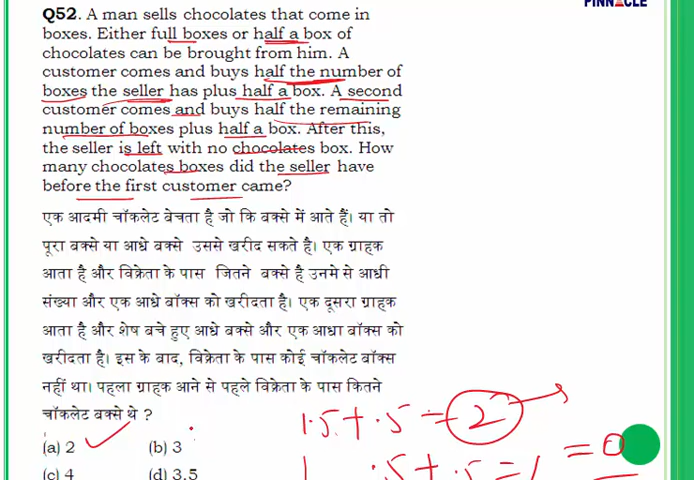 PINNACLE
Q52. A man sells chocolates that come in
boxes. Either full boxes or half a box of
chocolates can be brought from him. A
customer comes and buys half the number of
boxes the seller has plus half a box. A second
customer comes and buys half the remaining
number of boxes plus half a box. After this,
the seller is left with no chocolates box. How
many chocolates boxes did the seller have
before the first customer came?
एक आदमी चॉकलेट बेचता है जो कि बक्से में आते हैं। या तो
पूरा बक्से या आधे बक्से उससे खरीद सकते है। एक ग्राहक
आता है और विक्रेता के पास जितने बक्से है उनमे से आधी
संख्या और एक आधे बॉक्स को खरीदता है। एक दूसरा ग्राहक
आता है और शेष बचे हुए आधे बक्से और एक आधा बॉक्स को
खरीदता है। इस के बाद, विक्रेता के पास कोई चॉकलेट बॉक्स
नहीं था। पहला ग्राहक आने से पहले विक्रेता के पास कितने
चॉकलेट बक्से थे ?
1.5 + .5 = 2
(a) 2 (b) 3
1 .5 + .5 = 1 = 0
(c) 4 (d) 3.5